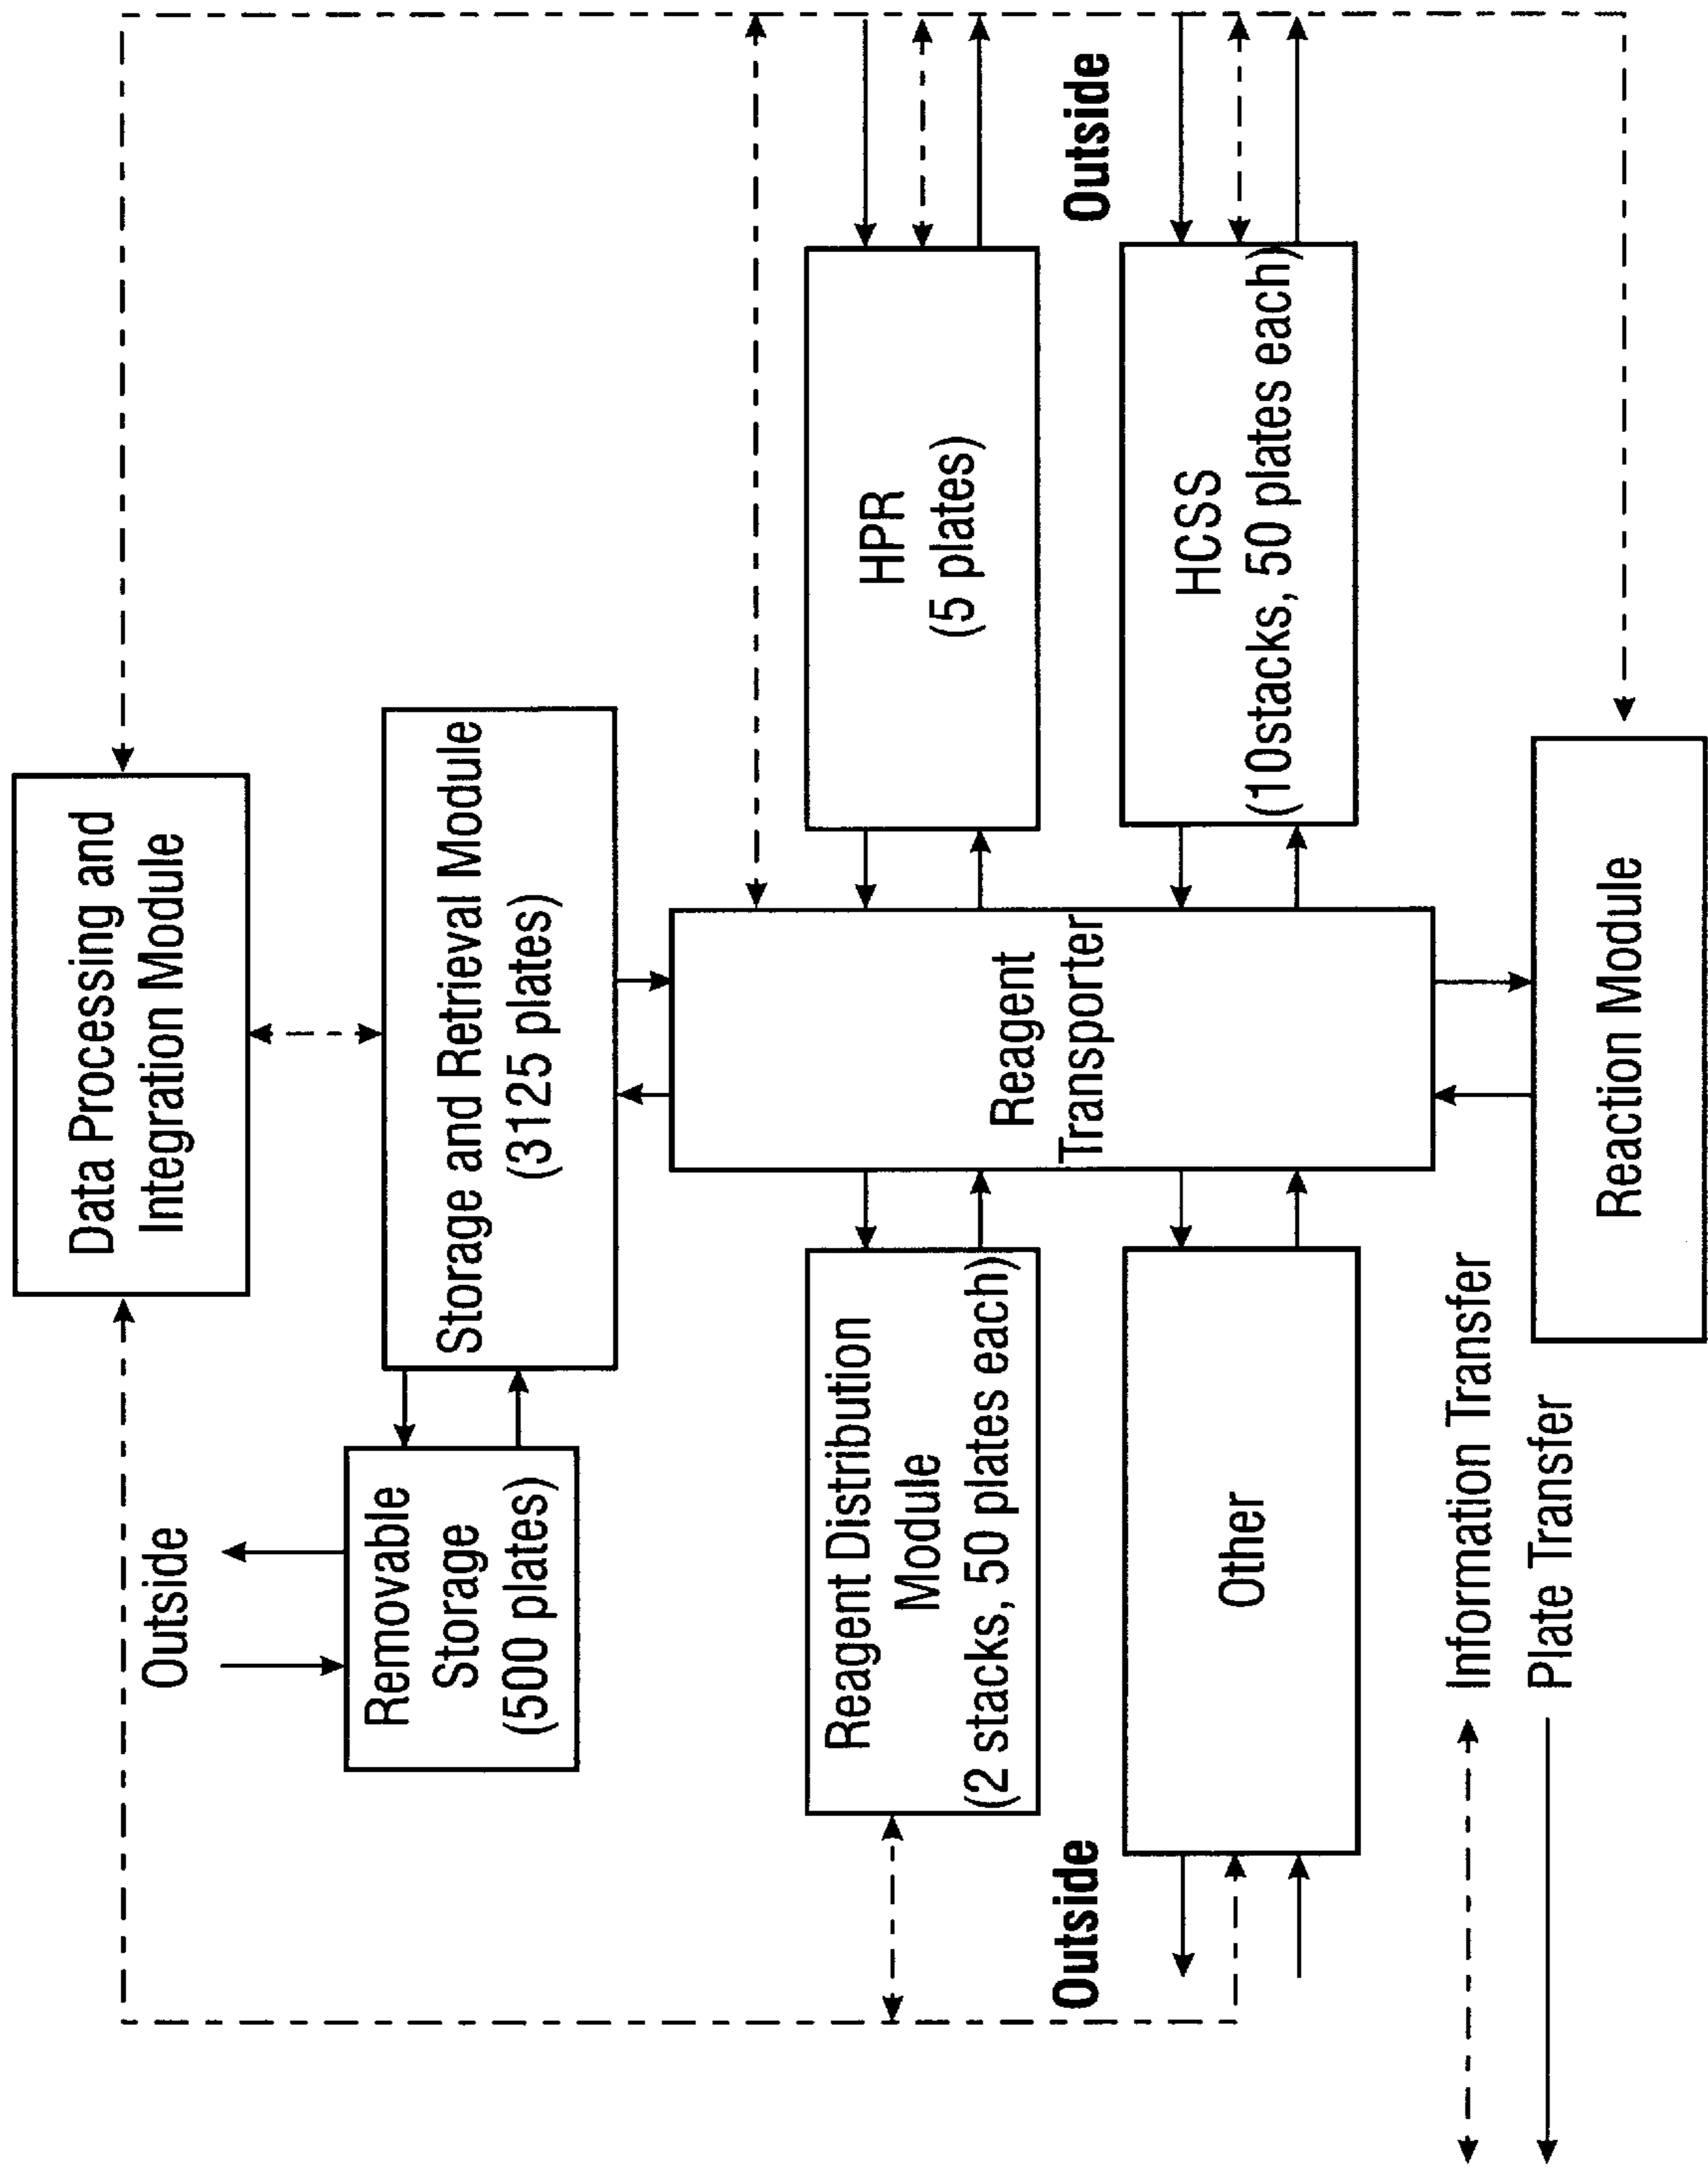 Data Processing and
Integration Module
Outside
Removable
Storage
(500 plates)
Storage and Retrieval Module
(3125 plates)
Reagent Distribution
Module
(2 stacks, 50 plates each)
Reagent
Transporter
HPR
(5 plates)
Outside
Other
HCSS
(10stacks, 50 plates each)
Outside
Reaction Module
Information Transfer
Plate Transfer